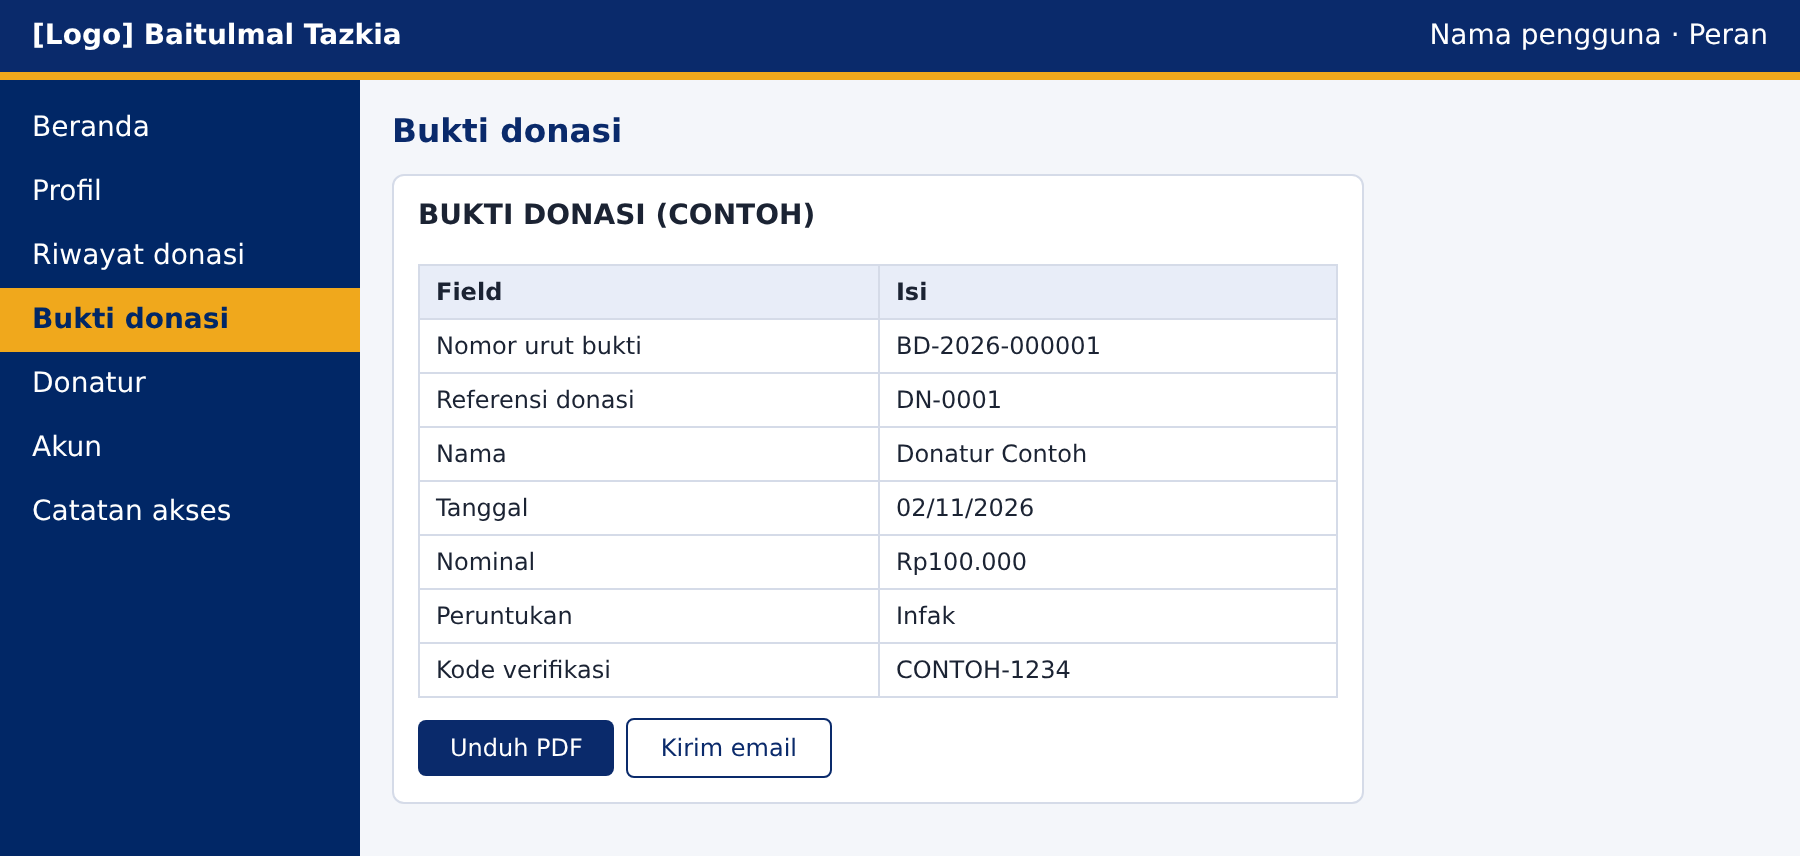 [Logo] Baitulmal Tazkia
Nama pengguna · Peran
Beranda
Profil
Riwayat donasi
Bukti donasi
Donatur
Akun
Catatan akses
Bukti donasi
BUKTI DONASI (CONTOH)
Field Isi
Nomor urut bukti BD-2026-000001
Referensi donasi DN-0001
Nama Donatur Contoh
Tanggal 02/11/2026
Nominal Rp100.000
Peruntukan Infak
Kode verifikasi CONTOH-1234
Unduh PDF Kirim email